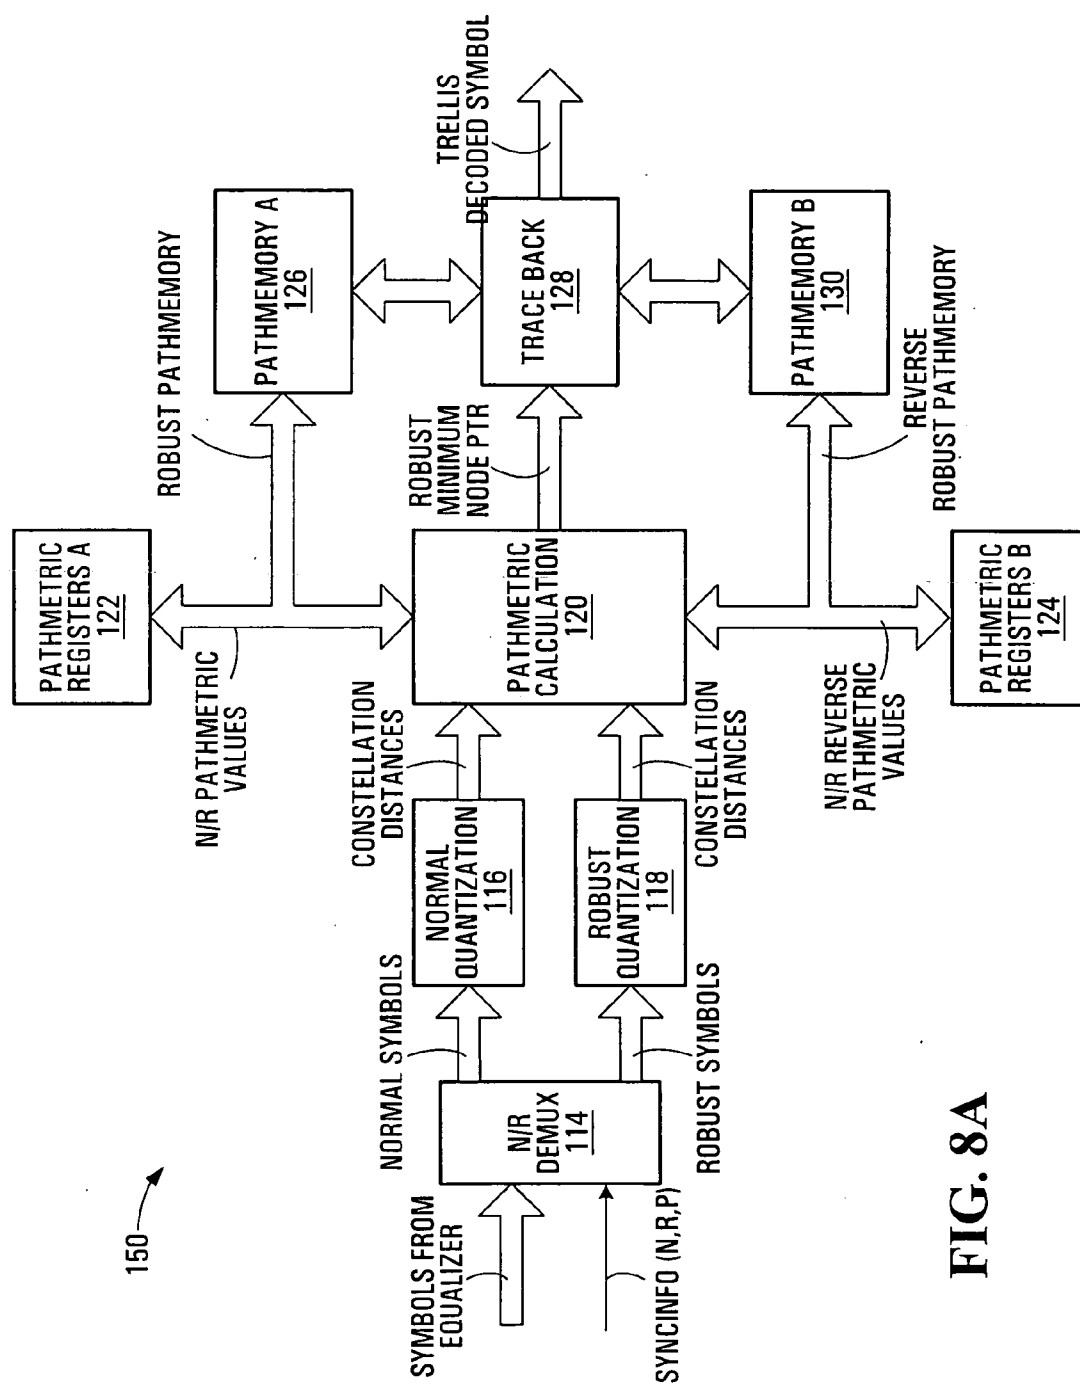 150
SYMBOLS FROM
EQUALIZER
SYNCINFO (N,R,P)
N/R
DEMUX
114
NORMAL SYMBOLS
ROBUST SYMBOLS
NORMAL
QUANTIZATION
116
ROBUST
QUANTIZATION
118
CONSTELLATION
DISTANCES
CONSTELLATION
DISTANCES
N/R PATHMETRIC
VALUES
N/R REVERSE
PATHMETRIC
VALUES
PATHMETRIC
REGISTERS A
122
PATHMETRIC
CALCULATION
120
PATHMETRIC
REGISTERS B
124
ROBUST PATHMEMORY
ROBUST
MINIMUM
NODE PTR
REVERSE
ROBUST PATHMEMORY
PATHMEMORY A
126
TRACE BACK
128
PATHMEMORY B
130
TRELLIS
DECODED SYMBOL
FIG. 8A